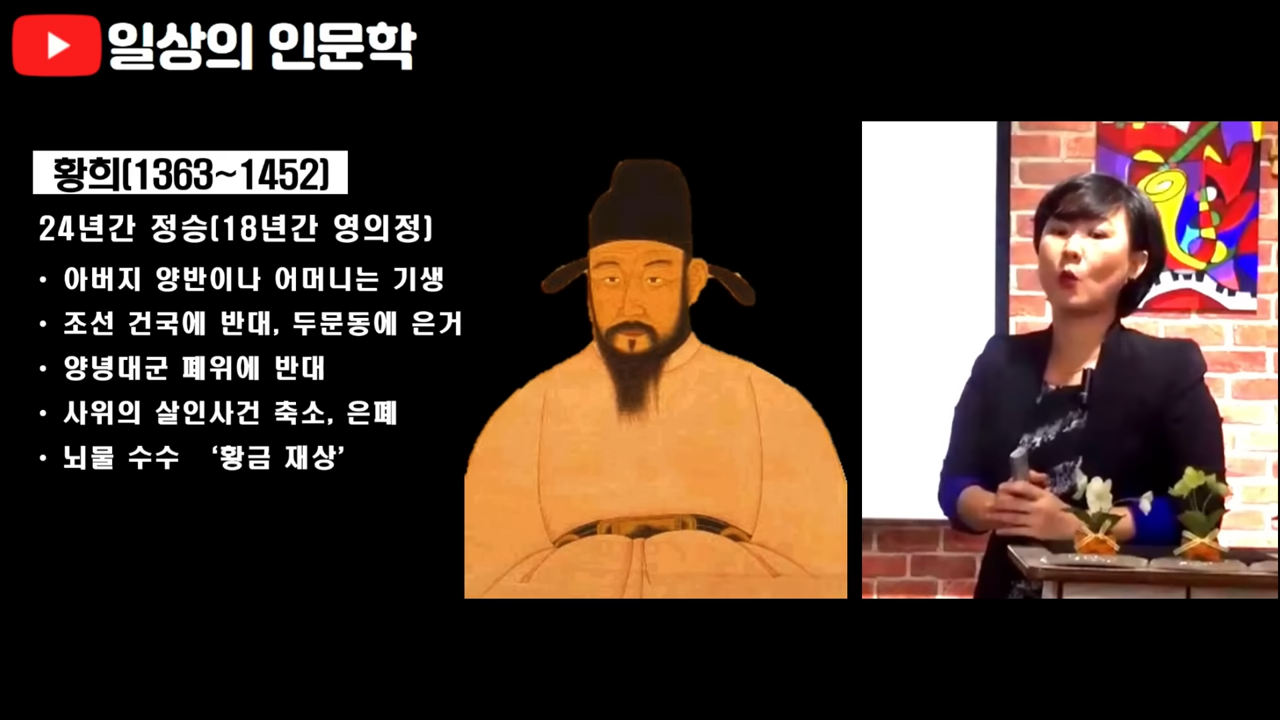 일상의 인문학
황희(1363~1452)
24년간 정승(18년간 영의정)
• 아버지 양반이나 어머니는 기생
• 조선 건국에 반대, 두문동에 은거
• 양녕대군 폐위에 반대
• 사위의 살인사건 축소, 은폐
• 뇌물 수수 ‘황금 재상’